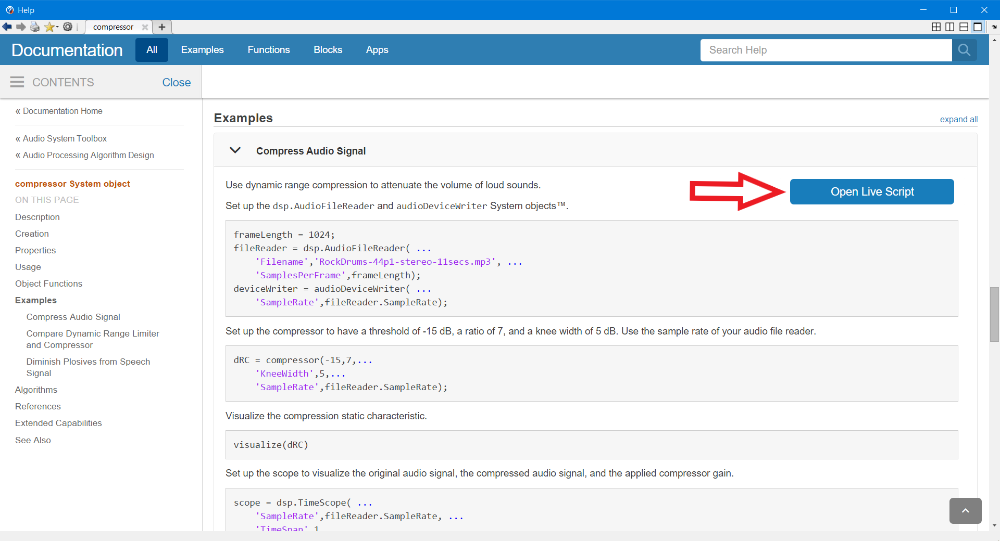 Help
compressor
Documentation
All
Examples
Functions
Blocks
Apps
Search Help
CONTENTS
Close
« Documentation Home
« Audio System Toolbox
« Audio Processing Algorithm Design
compressor System object
ON THIS PAGE
Description
Creation
Properties
Usage
Object Functions
Examples
Compress Audio Signal
Compare Dynamic Range Limiter
and Compressor
Diminish Plosives from Speech
Signal
Algorithms
References
Extended Capabilities
See Also
Examples
expand all
Compress Audio Signal
Use dynamic range compression to attenuate the volume of loud sounds.
Open Live Script
Set up the dsp.AudioFileReader and audioDeviceWriter System objects™.
frameLength = 1024;
fileReader = dsp.AudioFileReader( ...
'Filename','RockDrums-44p1-stereo-11secs.mp3', ...
'SamplesPerFrame',frameLength);
deviceWriter = audioDeviceWriter( ...
'SampleRate',fileReader.SampleRate);
Set up the compressor to have a threshold of -15 dB, a ratio of 7, and a knee width of 5 dB. Use the sample rate of your audio file reader.
dRC = compressor(-15,7,...
'KneeWidth',5,...
'SampleRate',fileReader.SampleRate);
Visualize the compression static characteristic.
visualize(dRC)
Set up the scope to visualize the original audio signal, the compressed audio signal, and the applied compressor gain.
scope = dsp.TimeScope( ...
'SampleRate',fileReader.SampleRate, ...
'TimeSpan',1